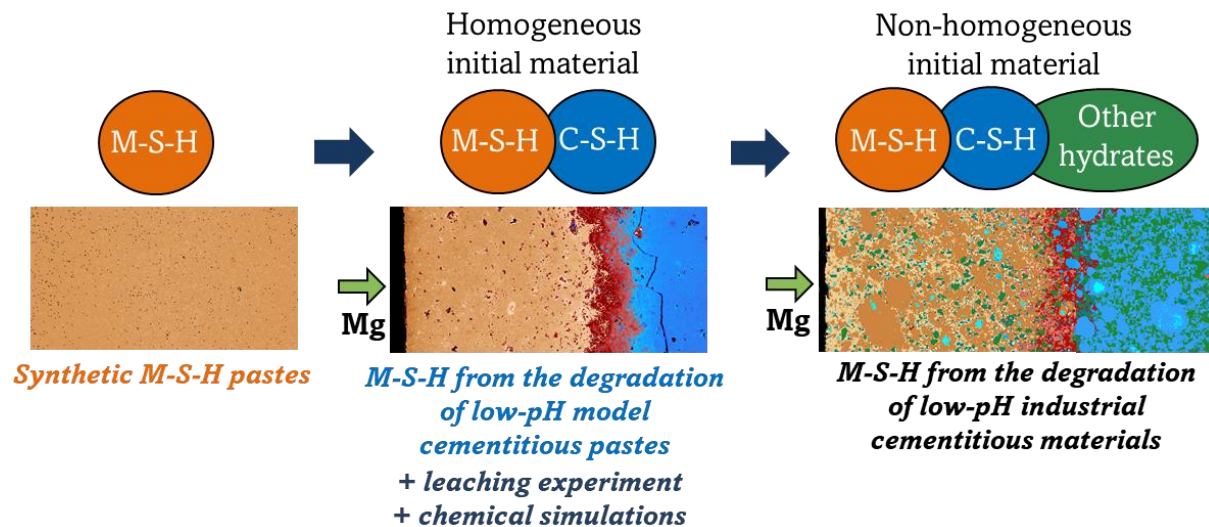 Homogeneous
initial material
Non-homogeneous
initial material
M-S-H
M-S-H
C-S-H
M-S-H
C-S-H
Other
hydrates
Mg
Mg
Synthetic M-S-H pastes
M-S-H from the degradation
of low-pH model
cementitious pastes
+ leaching experiment
+ chemical simulations
M-S-H from the degradation
of low-pH industrial
cementitious materials